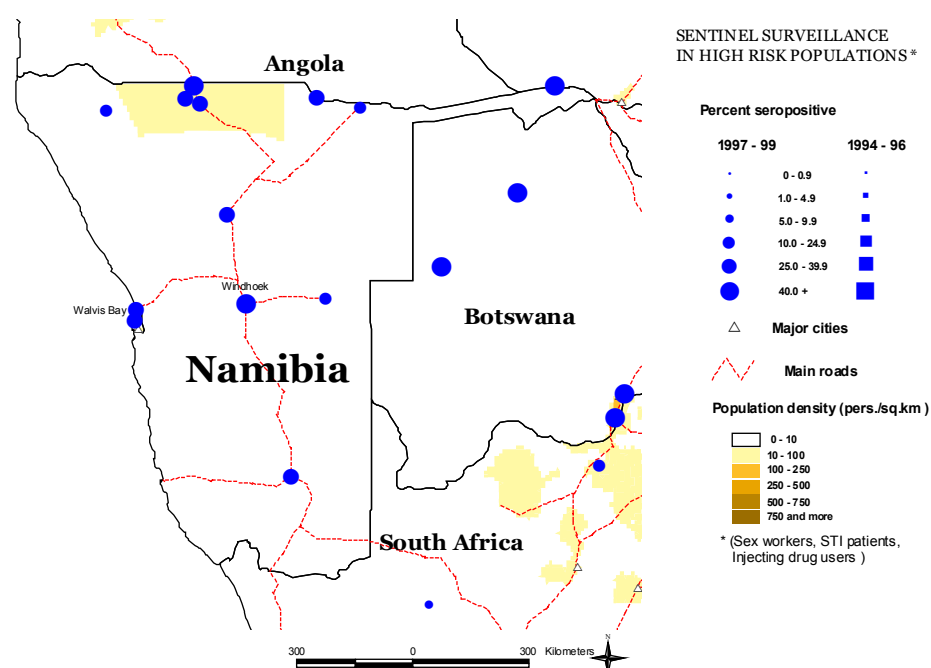 SENTINEL SURVEILLANCE
IN HIGH RISK POPULATIONS *
Angola
Percent seropositive
1997 - 99 1994 - 96
0 - 0.9
1.0 - 4.9
5.0 - 9.9
10.0 - 24.9
25.0 - 39.9
40.0 +
Windhoek
Walvis Bay
Botswana
Major cities
Namibia
Main roads
Population density (pers./sq.km )
0 - 10
10 - 100
100 - 250
250 - 500
500 - 750
750 and more
South Africa
* (Sex workers, STI patients,
Injecting drug users )
N
300 0 300 Kilometers